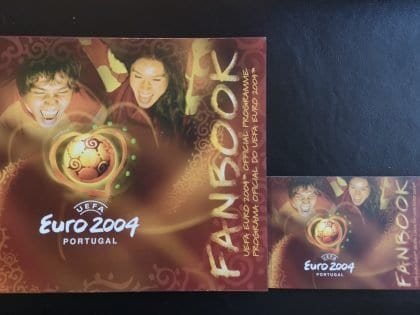 UEFA
EURO 2004
PORTUGAL
FANBOOK
UEFA EURO 2004™ OFFICIAL PROGRAMME
PROGRAMA OFICIAL DO UEFA EURO 2004™
EURO 2004
PORTUGAL
FANBOOK